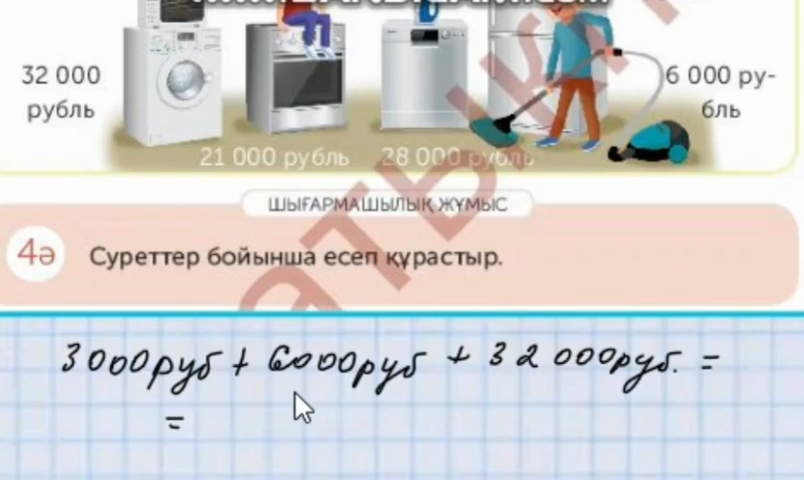 32 000
рубль
6 000 ру-
бль
21 000 рубль 28 000 рубль
ШЫҒАРМАШЫЛЫҚ ЖҰМЫС
4ә Суреттер бойынша есеп құрастыр.
3000руб + 6000руб + 32 000руб. =
=